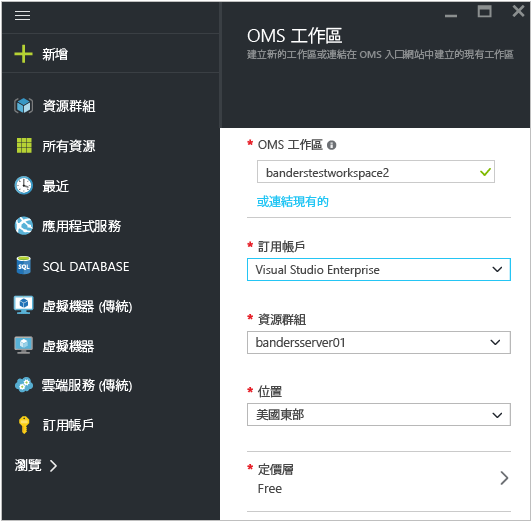 新增
資源群組
所有資源
最近
應用程式服務
SQL DATABASE
虛擬機器 (傳統)
虛擬機器
雲端服務 (傳統)
訂用帳戶
瀏覽
OMS 工作區
建立新的工作區或連結在 OMS 入口網站中建立的現有工作區
* OMS 工作區
banderstestworkspace2
或連結現有的
* 訂用帳戶
Visual Studio Enterprise
* 資源群組
bandersserver01
* 位置
美國東部
* 定價層
Free